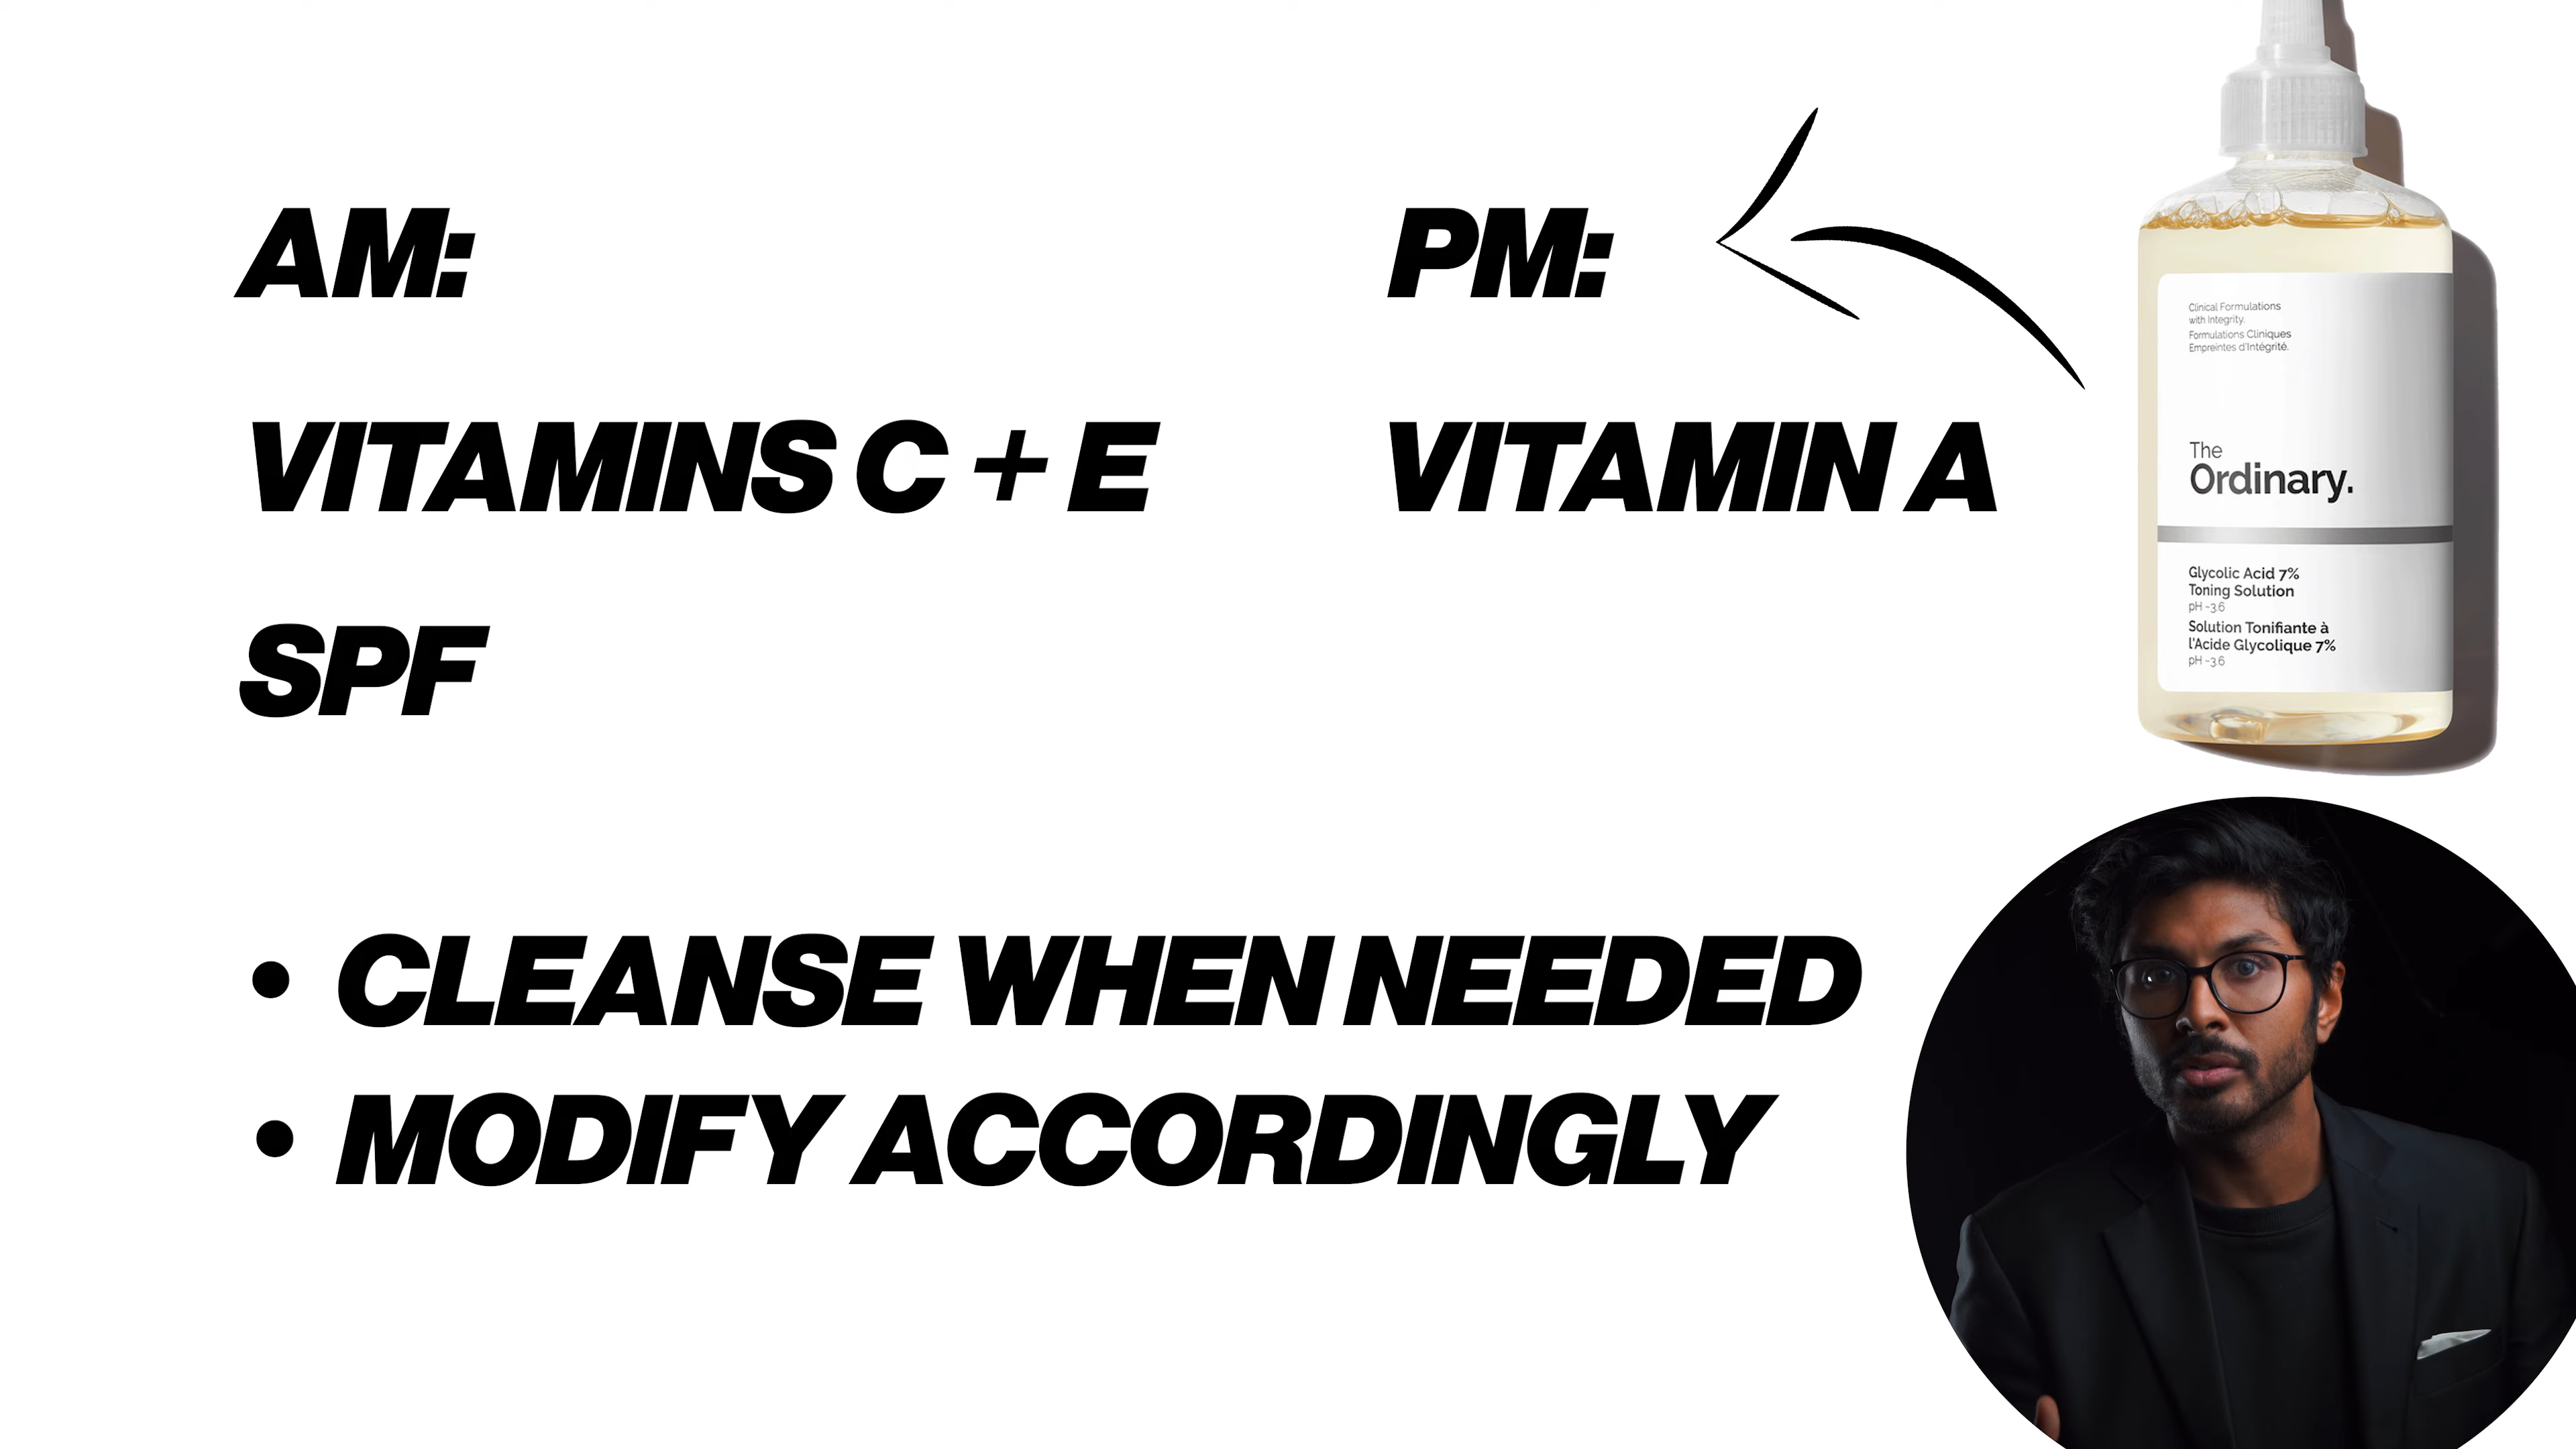 AM:
VITAMINS C + E
SPF
PM:
VITAMIN A
Clinical Formulations
with Integrity.
Formulations Cliniques
Empreintes d'Intégrité.
The
Ordinary.
Glycolic Acid 7%
Toning Solution
pH ~3.6
Solution Tonifiante à
l'Acide Glycolique 7%
pH ~3.6
• CLEANSE WHEN NEEDED
• MODIFY ACCORDINGLY